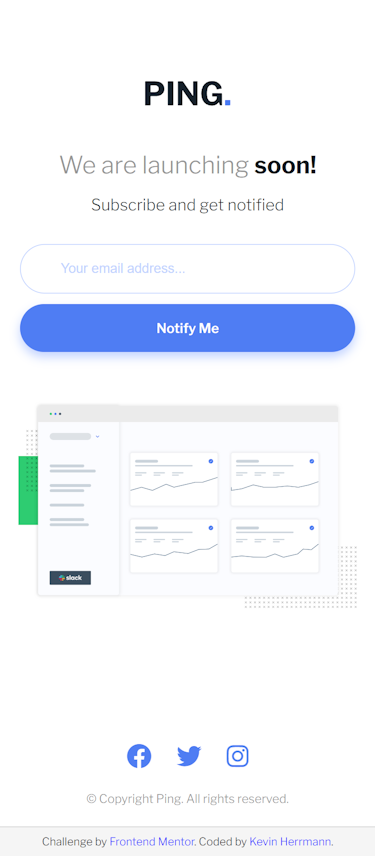 PING.
We are launching soon!
Subscribe and get notified
Your email address...
Notify Me
slack
© Copyright Ping. All rights reserved.
Challenge by Frontend Mentor. Coded by Kevin Herrmann.